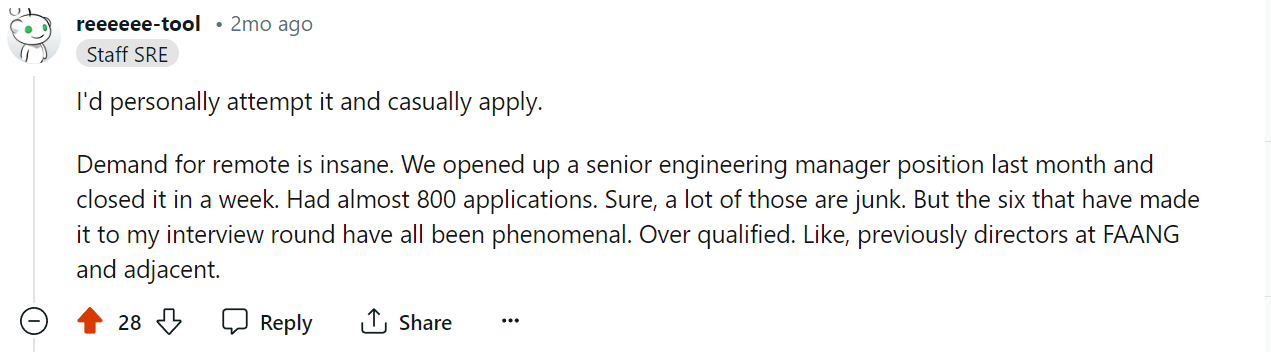 reeeeee-tool • 2mo ago
Staff SRE
I'd personally attempt it and casually apply.
Demand for remote is insane. We opened up a senior engineering manager position last month and
closed it in a week. Had almost 800 applications. Sure, a lot of those are junk. But the six that have made
it to my interview round have all been phenomenal. Over qualified. Like, previously directors at FAANG
and adjacent.
28 Reply Share ···